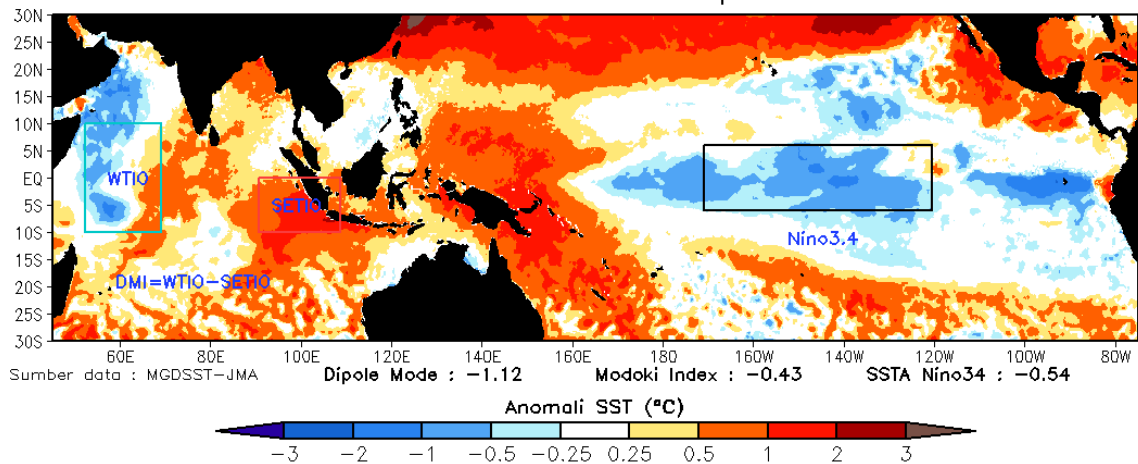 30N
25N
20N
15N
10N
5N
EQ
5S
10S
15S
20S
25S
30S
WTIO
SETIO
Nino3.4
DMI=WTIO-SETIO
60E 80E 100E 120E 140E 160E 180 160W 140W 120W 100W 80W
Sumber data : MGDSST-JMA Dipole Mode : -1.12 Modoki Index : -0.43 SSTA Nino34 : -0.54
Anomali SST (°C)
-3 -2 -1 -0.5 -0.25 0.25 0.5 1 2 3